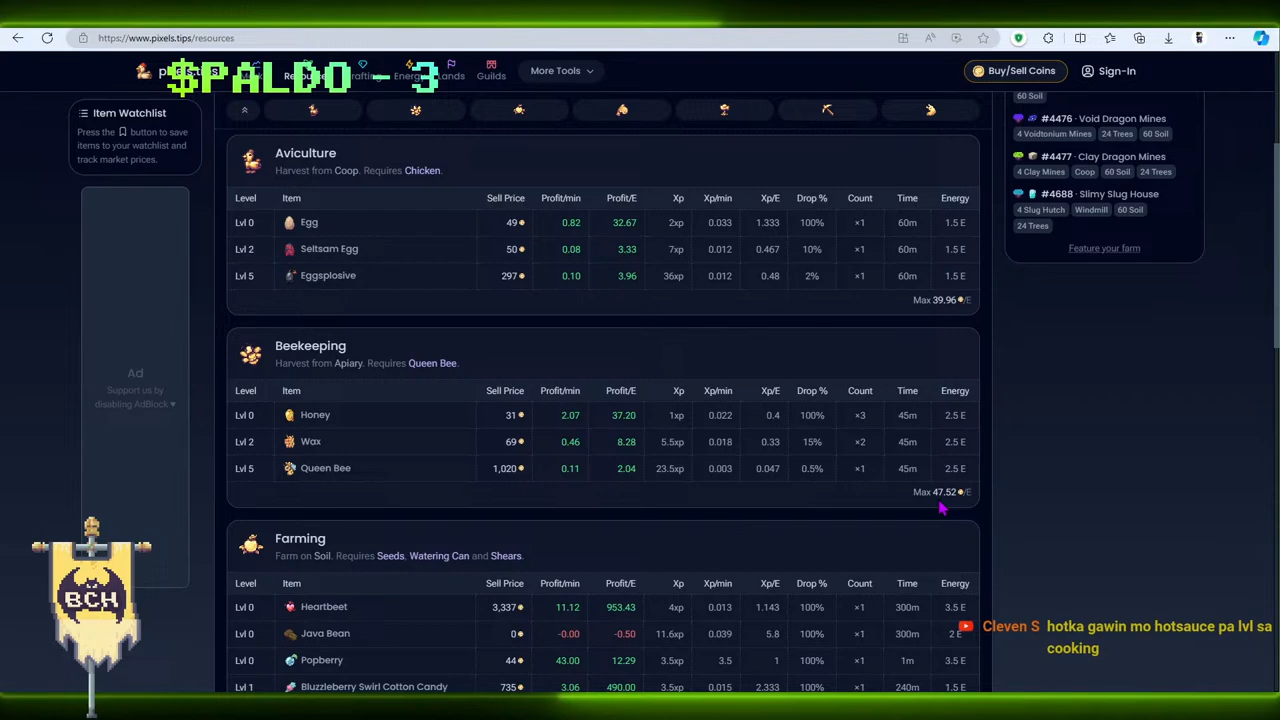 https://www.pixels.tips/resources
$PALDO - 3
More Tools
Guilds
Buy/Sell Coins
Sign-In
Item Watchlist
Press the button to save
items to your watchlist and
track market prices.
Ad
Support us by
disabling AdBlock
Aviculture
Harvest from Coop. Requires Chicken.
Level Item Sell Price Profit/min Profit/E Xp Xp/min Xp/E Drop % Count Time Energy
Lvl 0 Egg 49 0.82 32.67 2xp 0.033 1.333 100% ×1 60m 1.5 E
Lvl 2 Seltsam Egg 50 0.08 3.33 7xp 0.012 0.467 10% ×1 60m 1.5 E
Lvl 5 Eggsplosive 297 0.10 3.96 36xp 0.012 0.48 2% ×1 60m 1.5 E
Max 39.96 /E
Beekeeping
Harvest from Apiary. Requires Queen Bee.
Level Item Sell Price Profit/min Profit/E Xp Xp/min Xp/E Drop % Count Time Energy
Lvl 0 Honey 31 2.07 37.20 1xp 0.022 0.4 100% ×3 45m 2.5 E
Lvl 2 Wax 69 0.46 8.28 5.5xp 0.018 0.33 15% ×2 45m 2.5 E
Lvl 5 Queen Bee 1,020 0.11 2.04 23.5xp 0.003 0.047 0.5% ×1 45m 2.5 E
Max 47.52 /E
Farming
Farm on Soil. Requires Seeds, Watering Can and Shears.
Level Item Sell Price Profit/min Profit/E Xp Xp/min Xp/E Drop % Count Time Energy
Lvl 0 Heartbeet 3,337 11.12 953.43 4xp 0.013 1.143 100% ×1 300m 3.5 E
Lvl 0 Java Bean 0 -0.00 -0.50 11.6xp 0.039 5.8 100% ×1 300m 2 E
Lvl 0 Popberry 44 43.00 12.29 3.5xp 3.5 1 100% ×1 1m 3.5 E
Lvl 1 Bluzzleberry Swirl Cotton Candy 735 3.06 490.00 3.5xp 0.015 2.333 100% ×1 240m 1.5 E
60 Soil
#4476 · Void Dragon Mines
4 Voidtonium Mines 24 Trees 60 Soil
#4477 · Clay Dragon Mines
4 Clay Mines Coop 60 Soil 24 Trees
#4688 · Slimy Slug House
4 Slug Hutch Windmill 60 Soil
24 Trees
Feature your farm
BCH
Cleven S hotka gawin mo hotsauce pa lvl sa
cooking